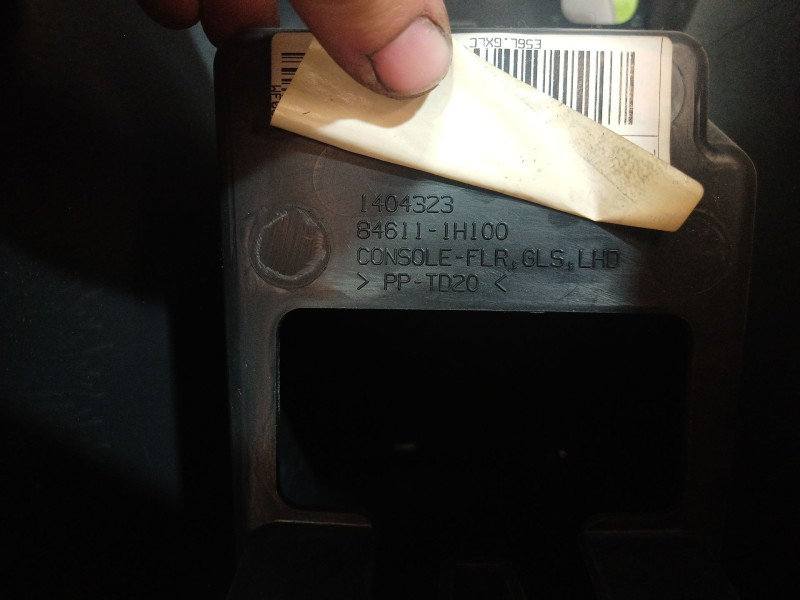 1404323
84611-1H100
CONSOLE-FLR,GLS,LHD
> PP-TD20 <